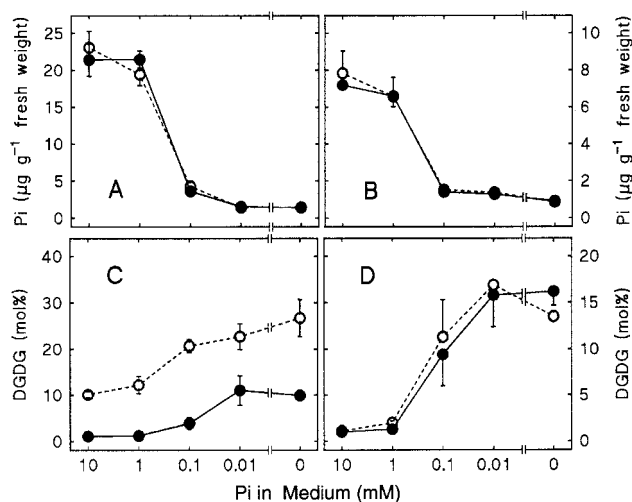 Pi (µg g⁻¹ fresh weight)
25
20
15
10
5
0
A
B
10
8
6
4
2
0
Pi (µg g⁻¹ fresh weight)
DGDG (mol%)
40
30
20
10
0
C
D
20
15
10
5
0
DGDG (mol%)
10 1 0.1 0.01 0 10 1 0.1 0.01 0
Pi in Medium (mM)